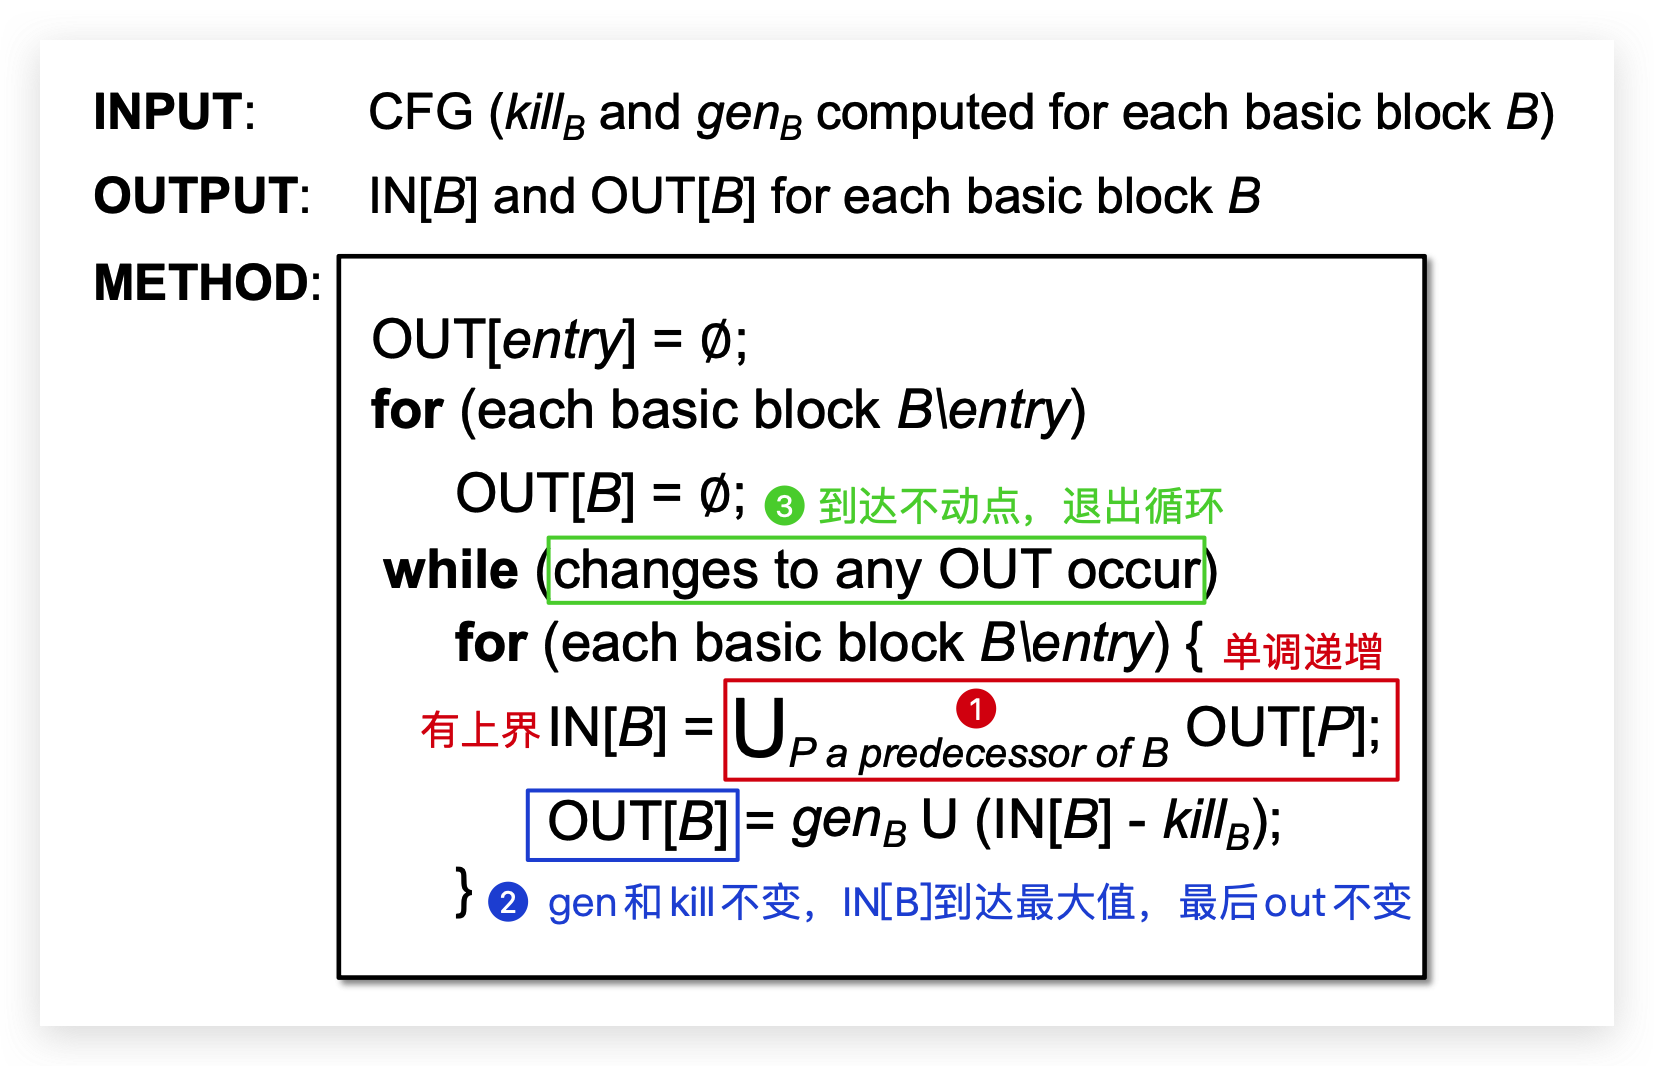 INPUT: CFG (kill_B and gen_B computed for each basic block B)
OUTPUT: IN[B] and OUT[B] for each basic block B
METHOD:
OUT[entry] = ∅;
for (each basic block B\entry)
OUT[B] = ∅; ③ 到达不动点，退出循环
while (changes to any OUT occur)
for (each basic block B\entry) { 单调递增
①
有上界 IN[B] = ⋃_P a predecessor of B OUT[P];
OUT[B] = gen_B U (IN[B] - kill_B);
} ② gen和kill不变，IN[B]到达最大值，最后out不变